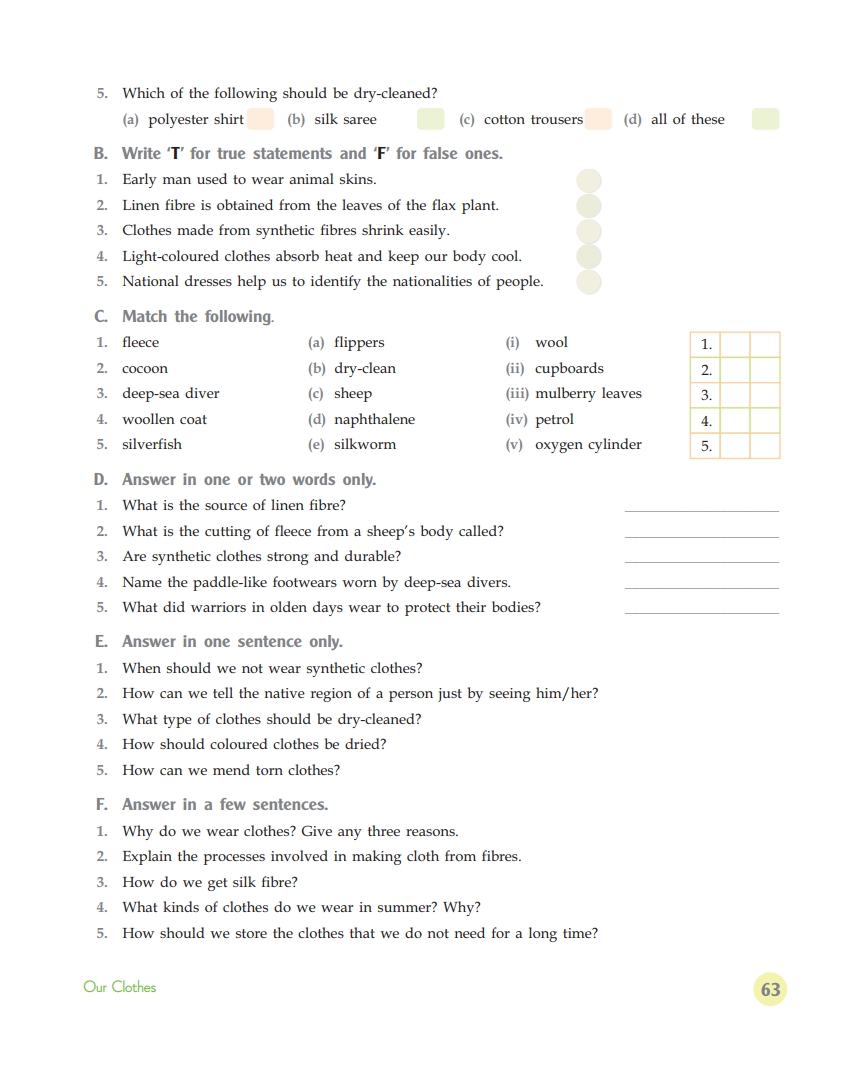 5. Which of the following should be dry-cleaned?
(a) polyester shirt (b) silk saree (c) cotton trousers (d) all of these
B. Write ‘T’ for true statements and ‘F’ for false ones.
1. Early man used to wear animal skins.
2. Linen fibre is obtained from the leaves of the flax plant.
3. Clothes made from synthetic fibres shrink easily.
4. Light-coloured clothes absorb heat and keep our body cool.
5. National dresses help us to identify the nationalities of people.
C. Match the following.
1. fleece (a) flippers (i) wool 1.
2. cocoon (b) dry-clean (ii) cupboards 2.
3. deep-sea diver (c) sheep (iii) mulberry leaves 3.
4. woollen coat (d) naphthalene (iv) petrol 4.
5. silverfish (e) silkworm (v) oxygen cylinder 5.
D. Answer in one or two words only.
1. What is the source of linen fibre?
2. What is the cutting of fleece from a sheep’s body called?
3. Are synthetic clothes strong and durable?
4. Name the paddle-like footwears worn by deep-sea divers.
5. What did warriors in olden days wear to protect their bodies?
E. Answer in one sentence only.
1. When should we not wear synthetic clothes?
2. How can we tell the native region of a person just by seeing him/her?
3. What type of clothes should be dry-cleaned?
4. How should coloured clothes be dried?
5. How can we mend torn clothes?
F. Answer in a few sentences.
1. Why do we wear clothes? Give any three reasons.
2. Explain the processes involved in making cloth from fibres.
3. How do we get silk fibre?
4. What kinds of clothes do we wear in summer? Why?
5. How should we store the clothes that we do not need for a long time?
Our Clothes 63